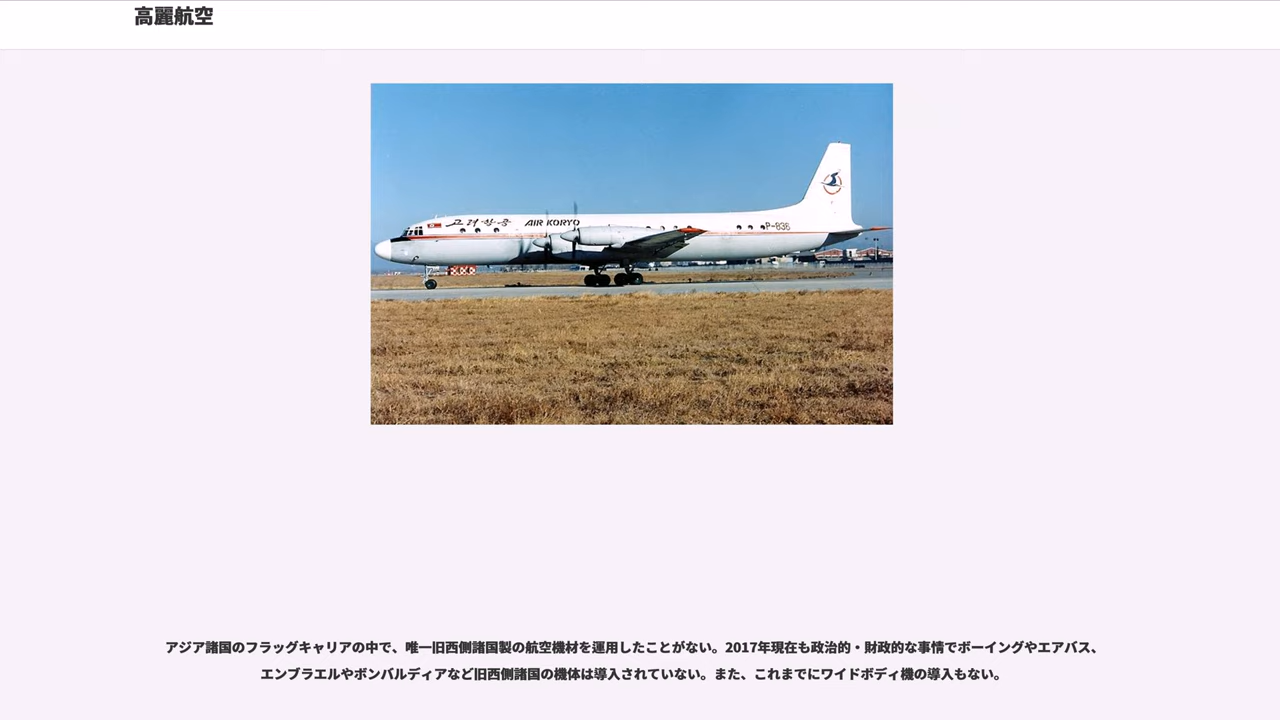 高麗航空
고려항공 AIR KORYO
P-836
アジア諸国のフラッグキャリアの中で、唯一旧西側諸国製の航空機材を運用したことがない。2017年現在も政治的・財政的な事情でボーイングやエアバス、
エンブラエルやボンバルディアなど旧西側諸国の機体は導入されていない。また、これまでにワイドボディ機の導入もない。